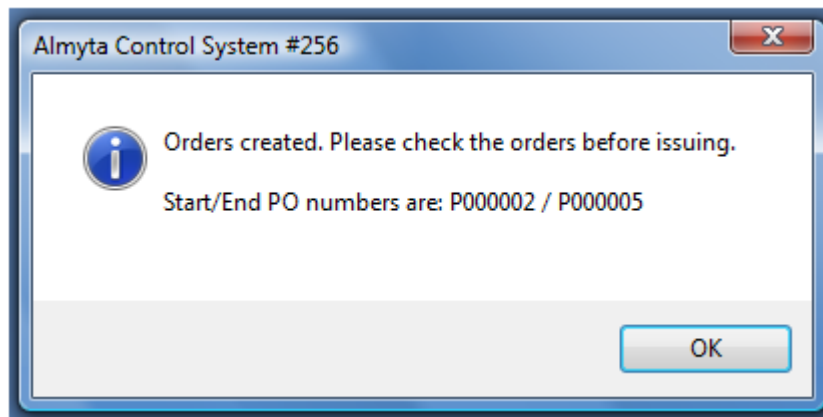 Almyta Control System #256
Orders created. Please check the orders before issuing.
Start/End PO numbers are: P000002 / P000005
OK